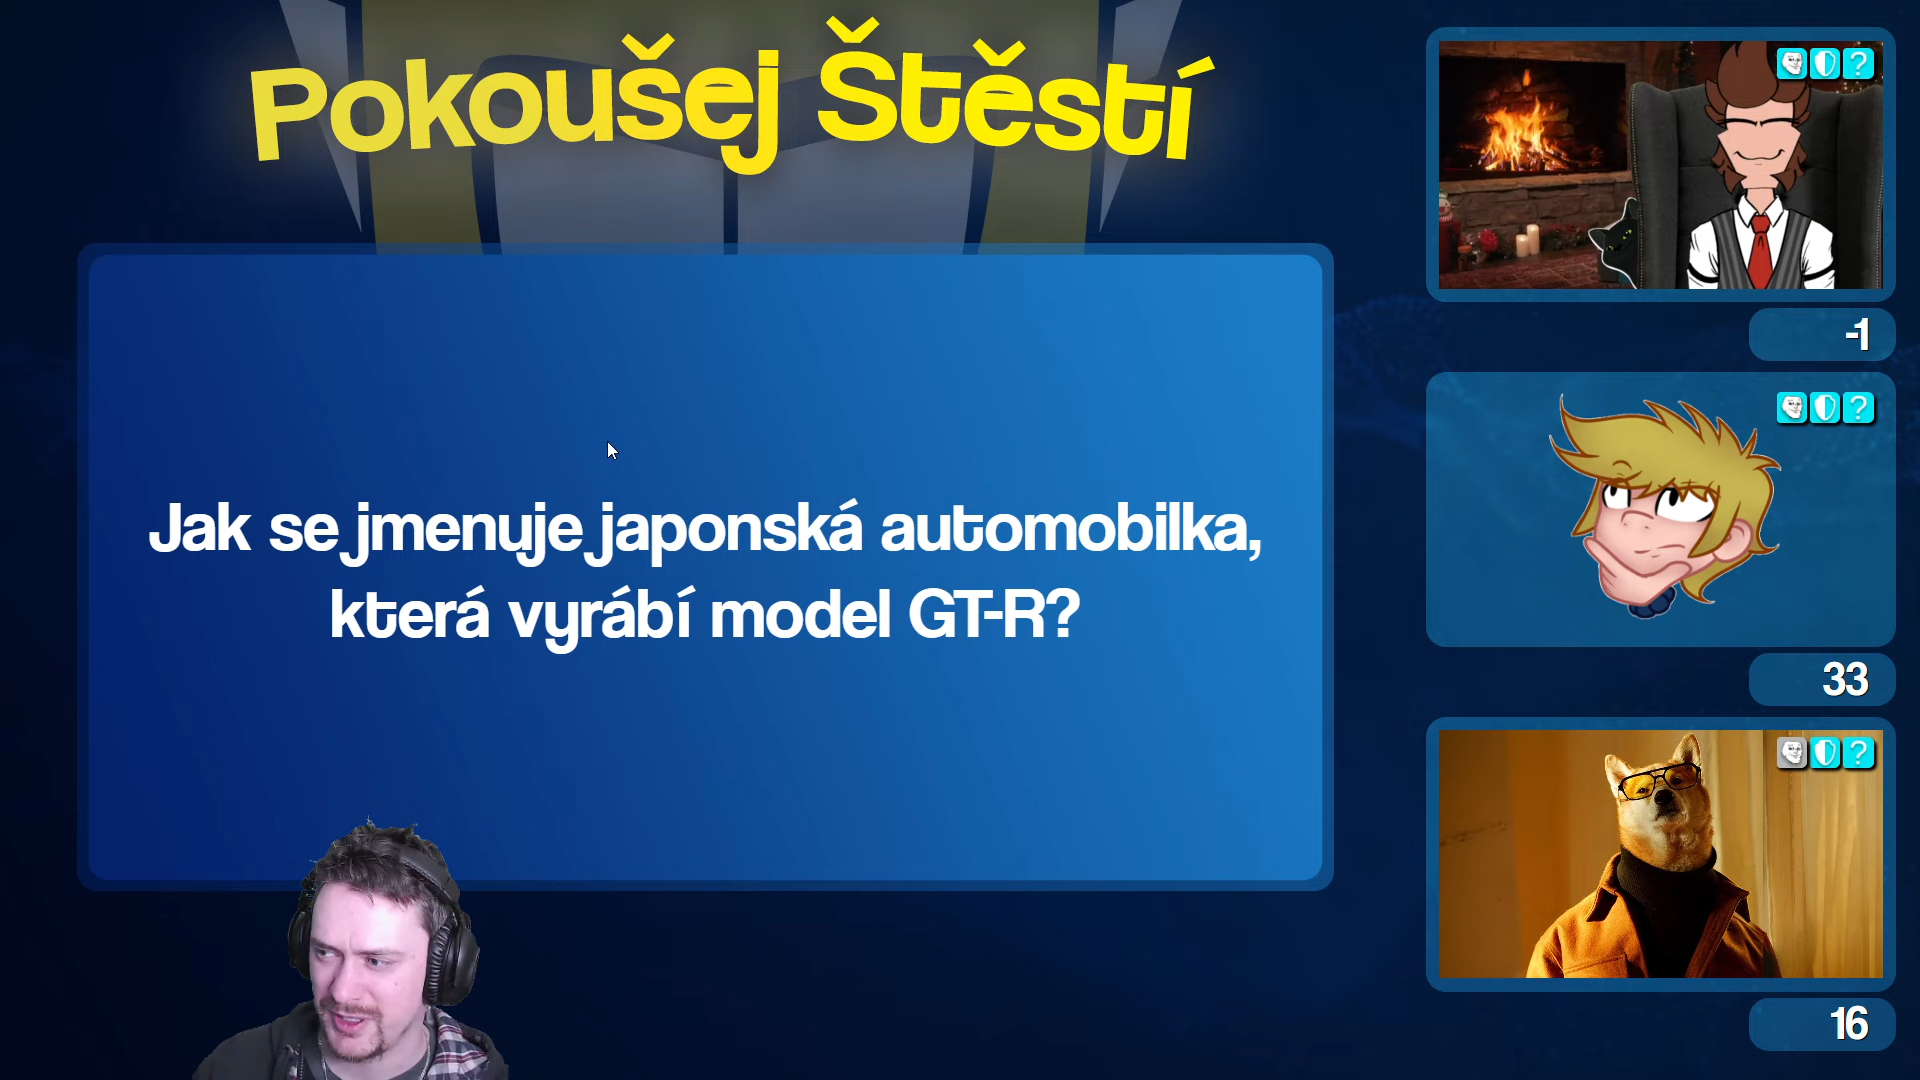 Pokoušej Štěstí
Jak se jmenuje japonská automobilka,
která vyrábí model GT-R?
?
-1
?
33
?
16